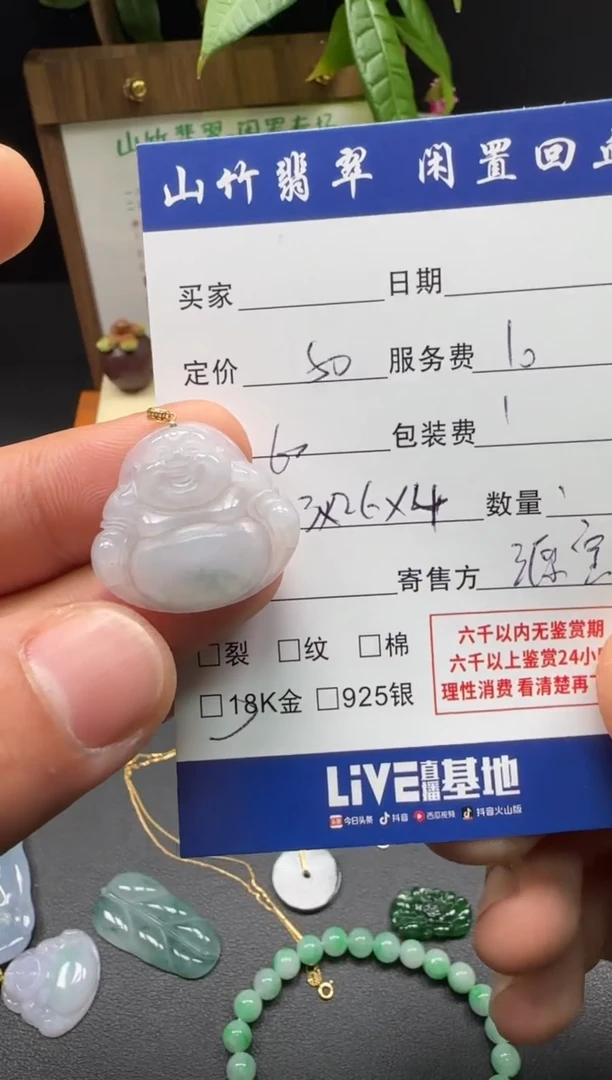 山竹翡翠 闲置回
买家 日期
定价 50 服务费 10
60 包装费 1
3x26x4 数量
寄售方
□裂 □纹 □棉
□18K金 □925银
六千以内无鉴赏期
六千以上鉴赏24小
理性消费 看清楚再
LiVE直播基地
今日头条 抖音 西瓜视频 抖音火山版